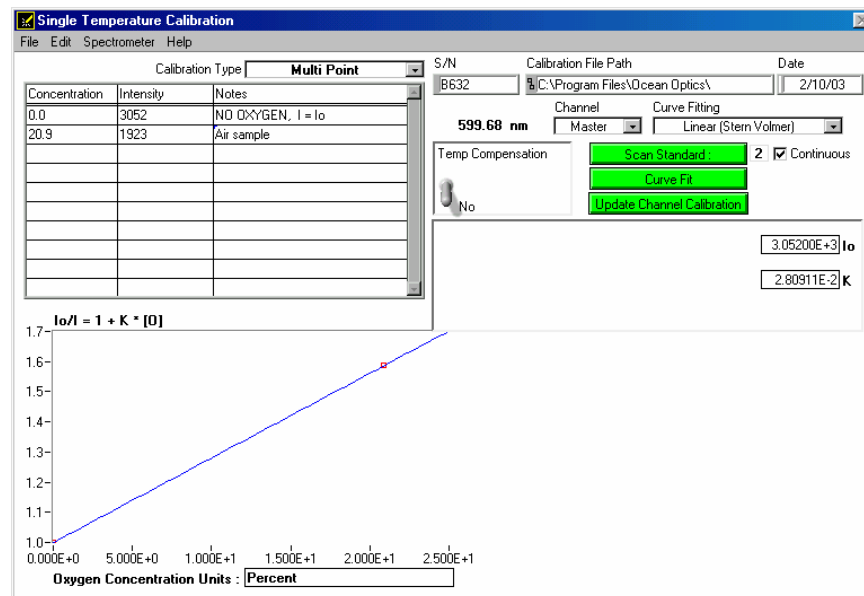 Single Temperature Calibration
File Edit Spectrometer Help
Calibration Type Multi Point
Concentration Intensity Notes
0.0 3052 NO OXYGEN, I = Io
20.9 1923 Air sample
S/N Calibration File Path Date
B632 C:\Program Files\Ocean Optics\ 2/10/03
Channel Curve Fitting
599.68 nm Master Linear (Stern Volmer)
Temp Compensation Scan Standard : 2 Continuous
Curve Fit
No Update Channel Calibration
3.05200E+3 Io
2.80911E-2 K
Io/I = 1 + K * [O]
1.7
1.6
1.5
1.4
1.3
1.2
1.1
1.0
0.000E+0 5.000E+0 1.000E+1 1.500E+1 2.000E+1 2.500E+1
Oxygen Concentration Units : Percent